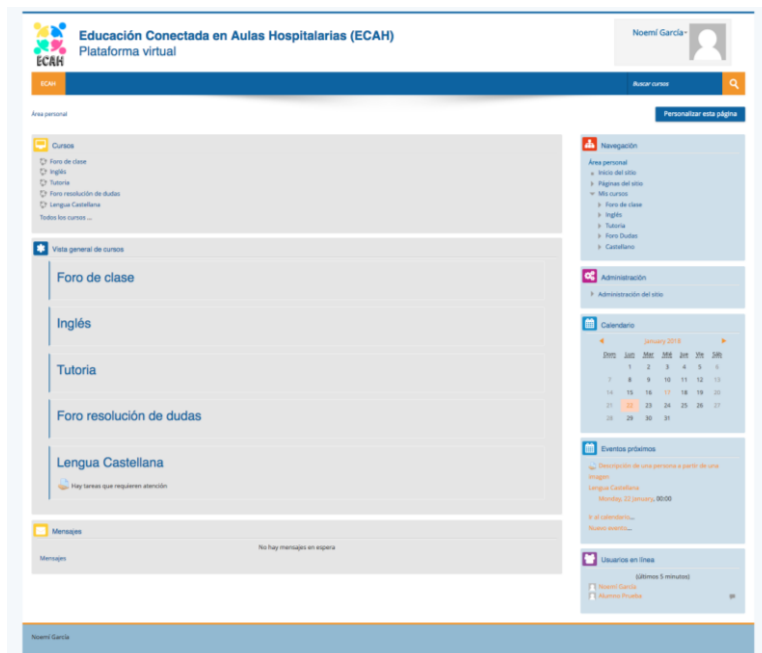 Educación Conectada en Aulas Hospitalarias (ECAH)
Plataforma virtual
ECAH
Noemí García
ECAH
Buscar cursos
Área personal
Personalizar esta página
Cursos
Foro de clase
Inglés
Tutoria
Foro resolución de dudas
Lengua Castellana
Todos los cursos ...
Vista general de cursos
Foro de clase
Inglés
Tutoria
Foro resolución de dudas
Lengua Castellana
Hay tareas que requieren atención
Mensajes
No hay mensajes en espera
Mensajes
Navegación
Área personal
Inicio del sitio
Páginas del sitio
Mis cursos
Foro de clase
Inglés
Tutoria
Foro Dudas
Castellano
Administración
Administración del sitio
Calendario
January 2018
Dom Lun Mar Mié Jue Vie Sáb
1 2 3 4 5 6
7 8 9 10 11 12 13
14 15 16 17 18 19 20
21 22 23 24 25 26 27
28 29 30 31
Eventos próximos
Descripción de una persona a partir de una
imagen
Lengua Castellana
Monday, 22 January, 00:00
Ir al calendario...
Nuevo evento...
Usuarios en línea
(últimos 5 minutos)
Noemí García
Alumno Prueba
Noemí García